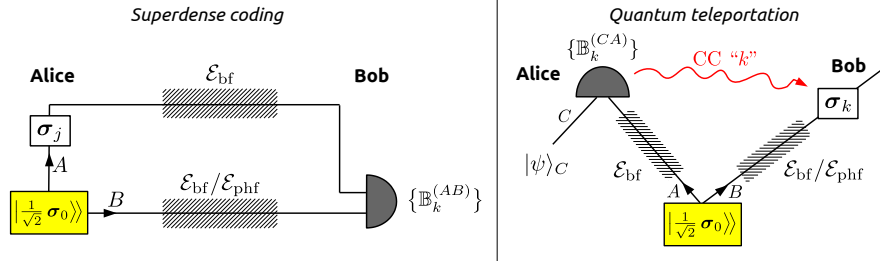 Superdense coding
Alice
Bob
ℰ_bf
σ_j
A
ℰ_bf/ℰ_phf
B
|1/√2 σ_0⟩⟩
{𝔹_k^(AB)}
Quantum teleportation
{𝔹_k^(CA)}
CC “k”
Alice
Bob
σ_k
C
|ψ⟩_C
ℰ_bf
ℰ_bf/ℰ_phf
A
B
|1/√2 σ_0⟩⟩